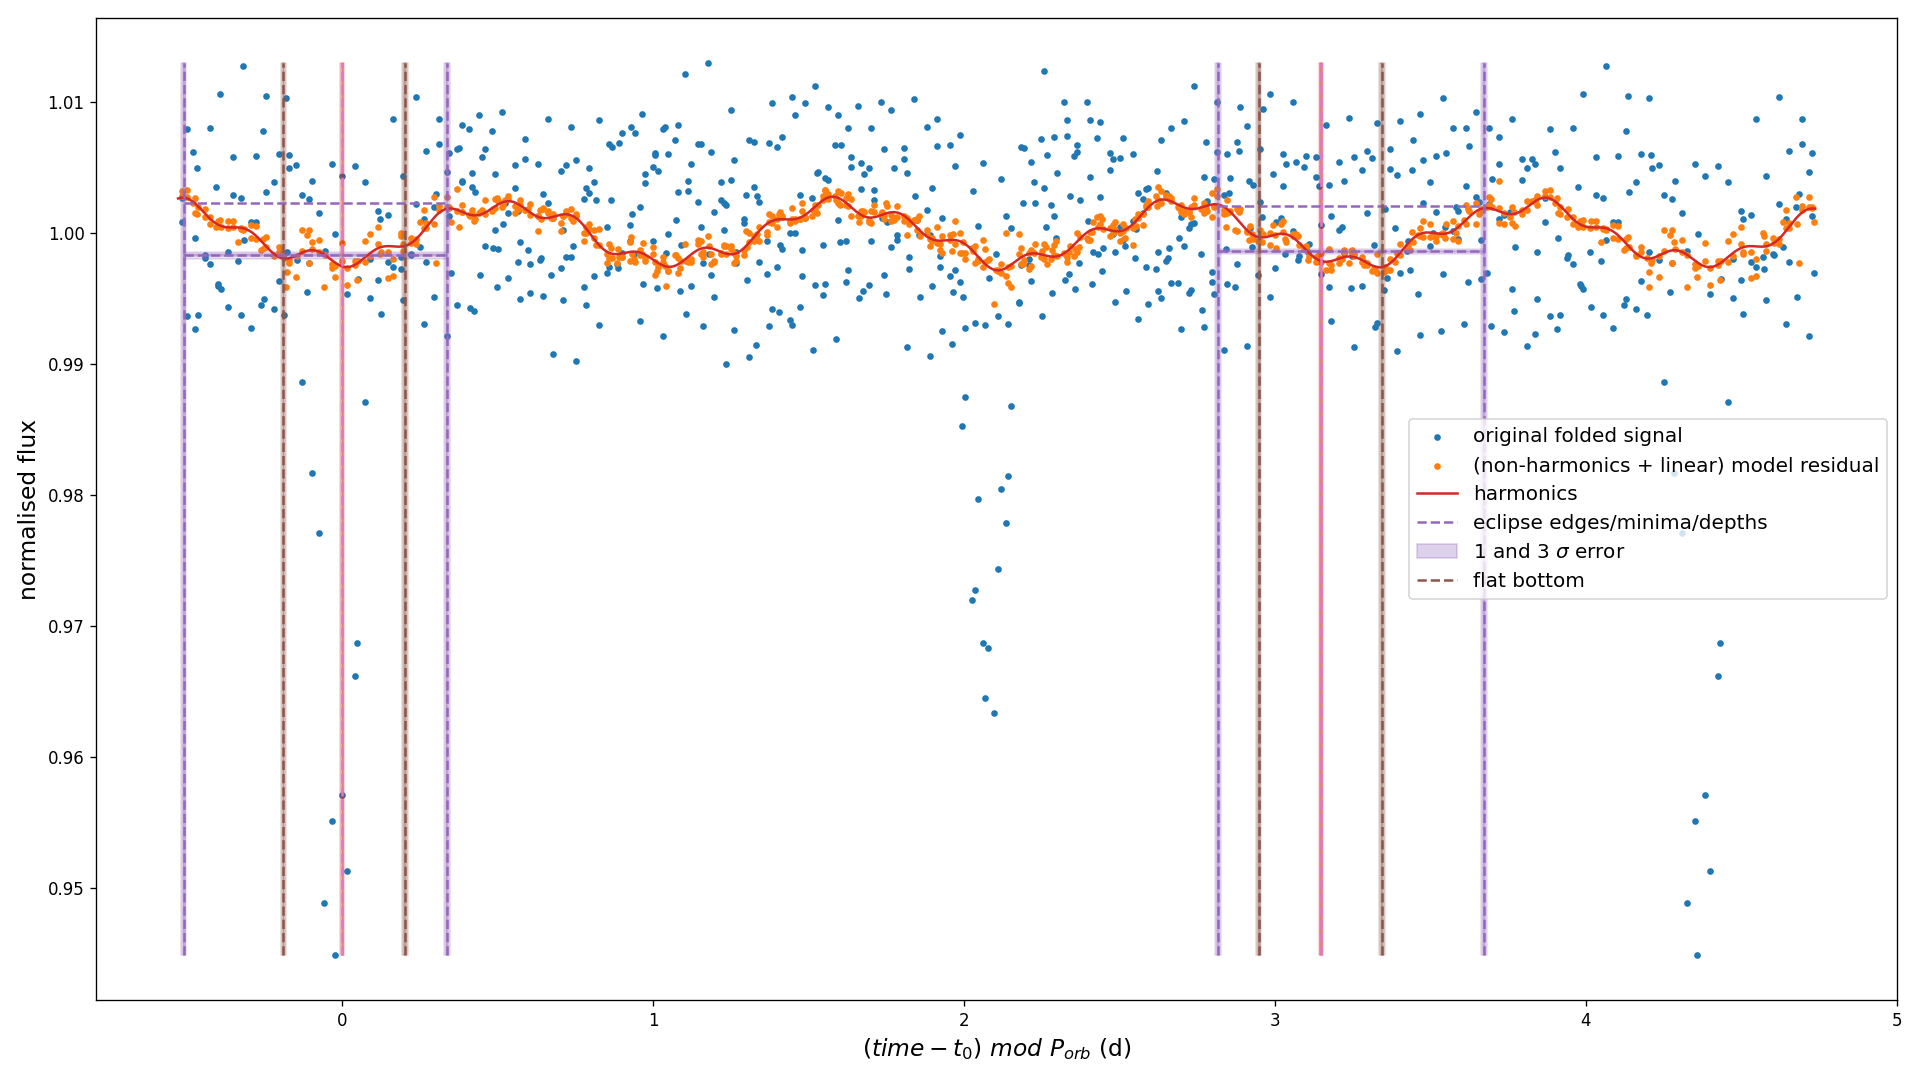 1.01
1.00
0.99
0.98
0.97
0.96
0.95
normalised flux
original folded signal
(non-harmonics + linear) model residual
harmonics
eclipse edges/minima/depths
1 and 3 σ error
flat bottom
0 1 2 3 4 5
(time − t₀) mod Pₒᵣb (d)